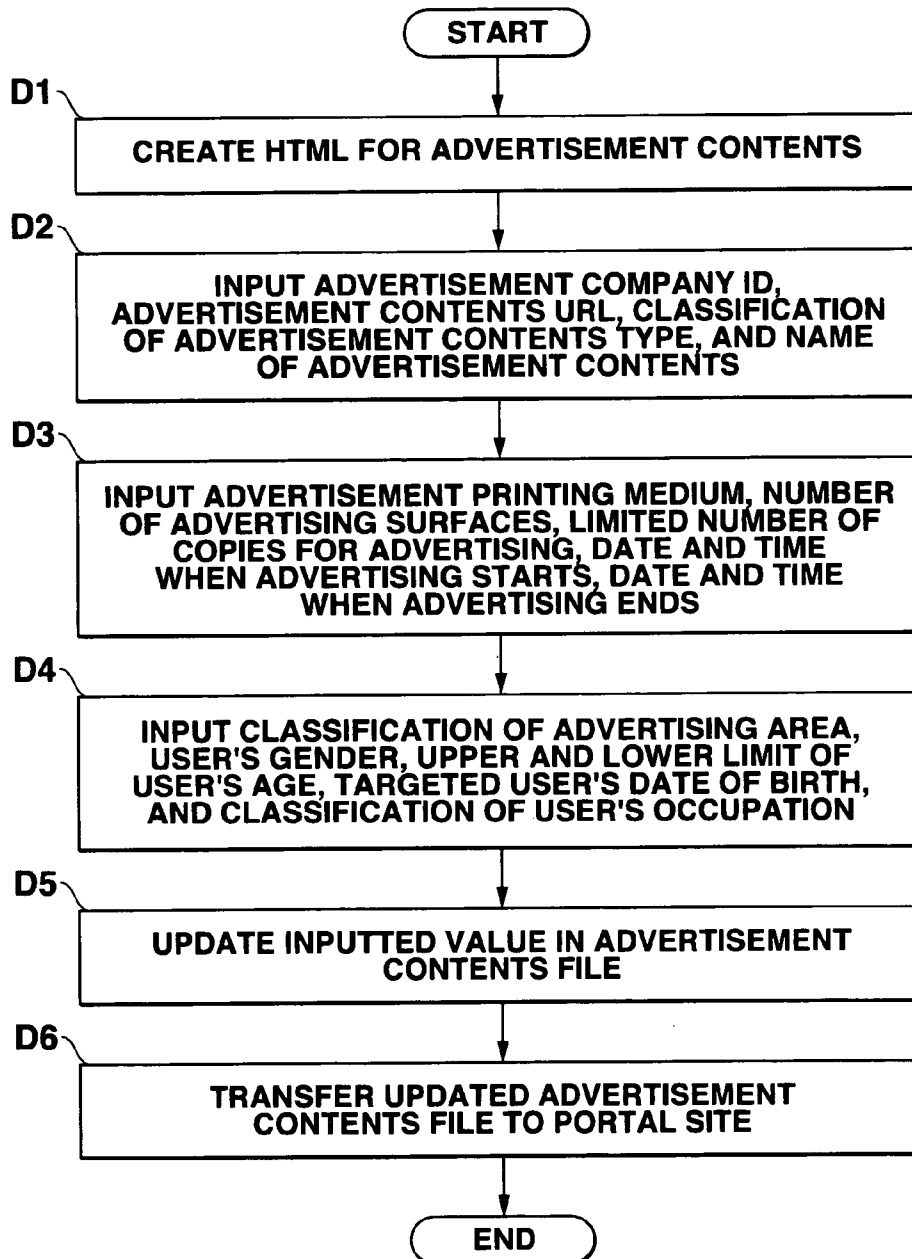 START
D1
CREATE HTML FOR ADVERTISEMENT CONTENTS
D2
INPUT ADVERTISEMENT COMPANY ID,
ADVERTISEMENT CONTENTS URL, CLASSIFICATION
OF ADVERTISEMENT CONTENTS TYPE, AND NAME
OF ADVERTISEMENT CONTENTS
D3
INPUT ADVERTISEMENT PRINTING MEDIUM, NUMBER
OF ADVERTISING SURFACES, LIMITED NUMBER OF
COPIES FOR ADVERTISING, DATE AND TIME
WHEN ADVERTISING STARTS, DATE AND TIME
WHEN ADVERTISING ENDS
D4
INPUT CLASSIFICATION OF ADVERTISING AREA,
USER'S GENDER, UPPER AND LOWER LIMIT OF
USER'S AGE, TARGETED USER'S DATE OF BIRTH,
AND CLASSIFICATION OF USER'S OCCUPATION
D5
UPDATE INPUTTED VALUE IN ADVERTISEMENT
CONTENTS FILE
D6
TRANSFER UPDATED ADVERTISEMENT
CONTENTS FILE TO PORTAL SITE
END